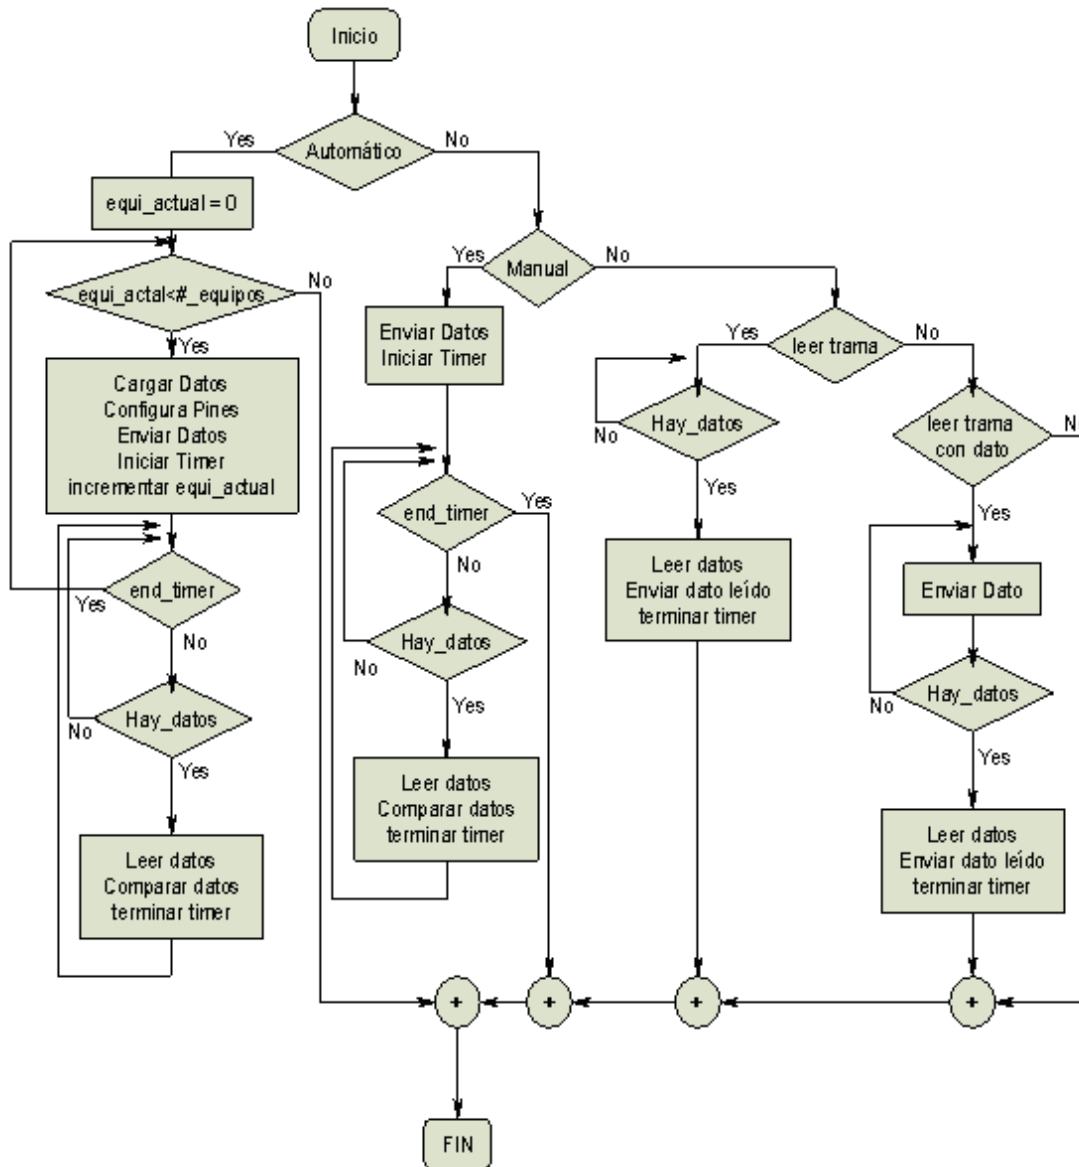 Inicio
Automático
Yes
No
equi_actual = 0
equi_actal<#_equipos
No
Yes
Cargar Datos
Configura Pines
Enviar Datos
Iniciar Timer
incrementar equi_actual
end_timer
Yes
No
Hay_datos
No
Yes
Leer datos
Comparar datos
terminar timer
Manual
Yes
No
Enviar Datos
Iniciar Timer
end_timer
Yes
No
Hay_datos
No
Yes
Leer datos
Comparar datos
terminar timer
leer trama
Yes
No
Hay_datos
No
Yes
Leer datos
Enviar dato leído
terminar timer
leer trama
con dato
No
Yes
Enviar Dato
Hay_datos
No
Yes
Leer datos
Enviar dato leído
terminar timer
+
+
+
+
FIN